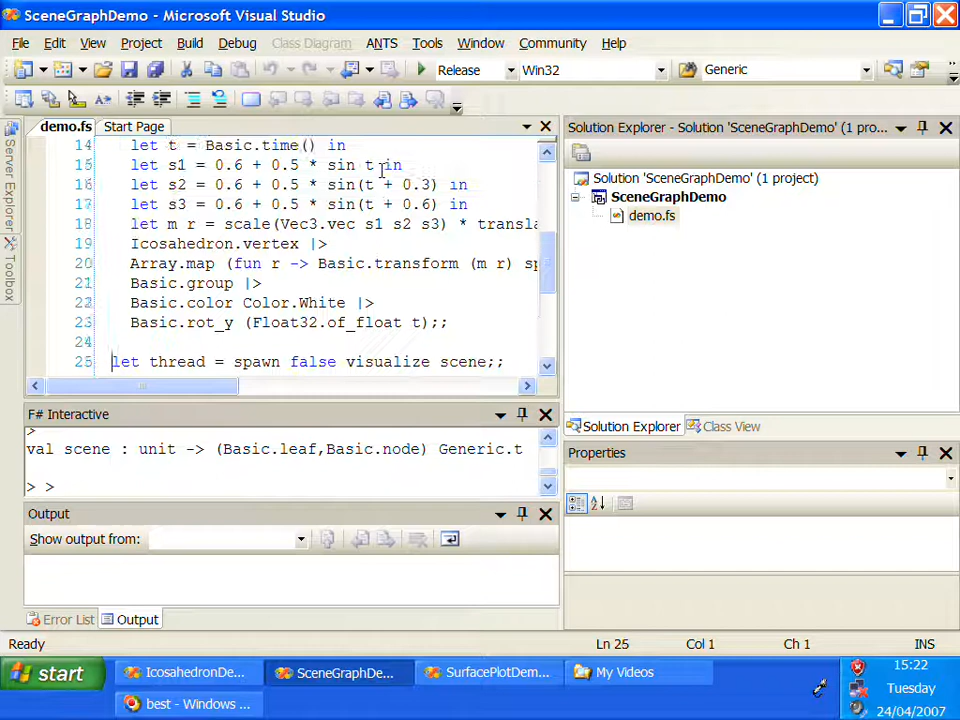 SceneGraphDemo - Microsoft Visual Studio
File Edit View Project Build Debug Class Diagram ANTS Tools Window Community Help
Release Win32 Generic
demo.fs Start Page
14 let t = Basic.time() in
15 let s1 = 0.6 + 0.5 * sin t in
16 let s2 = 0.6 + 0.5 * sin(t + 0.3) in
17 let s3 = 0.6 + 0.5 * sin(t + 0.6) in
18 let m r = scale(Vec3.vec s1 s2 s3) * transla
19 Icosahedron.vertex |>
20 Array.map (fun r -> Basic.transform (m r) sp
21 Basic.group |>
22 Basic.color Color.White |>
23 Basic.rot_y (Float32.of_float t);;
24
25 let thread = spawn false visualize scene;;
Server Explorer
Toolbox
F# Interactive
>
val scene : unit -> (Basic.leaf,Basic.node) Generic.t
> >
Output
Show output from:
Error List Output
Solution Explorer - Solution 'SceneGraphDemo' (1 pro...
Solution 'SceneGraphDemo' (1 project)
SceneGraphDemo
demo.fs
Solution Explorer Class View
Properties
Ready Ln 25 Col 1 Ch 1 INS
start
IcosahedronDe... SceneGraphDe... SurfacePlotDem... My Videos
best - Windows ...
15:22
Tuesday
24/04/2007